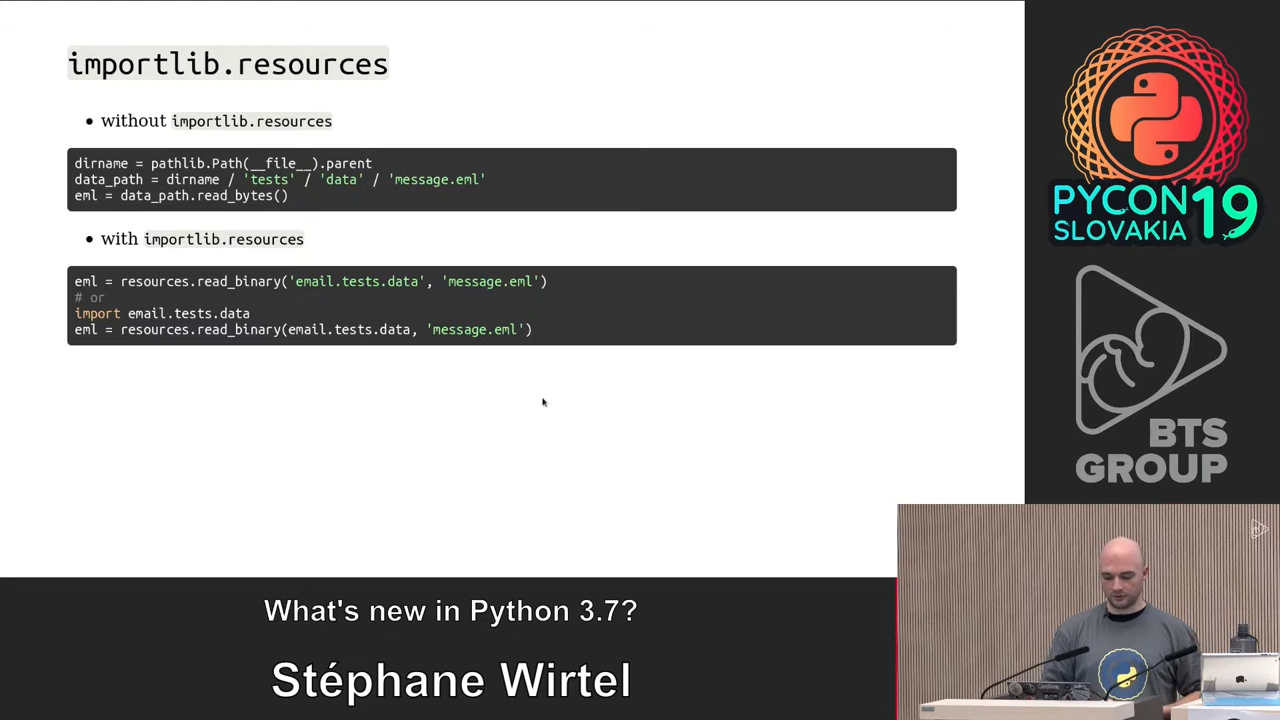 importlib.resources
• without importlib.resources
dirname = pathlib.Path(__file__).parent
data_path = dirname / 'tests' / 'data' / 'message.eml'
eml = data_path.read_bytes()
• with importlib.resources
eml = resources.read_binary('email.tests.data', 'message.eml')
# or
import email.tests.data
eml = resources.read_binary(email.tests.data, 'message.eml')
PYCON 19
SLOVAKIA
BTS
GROUP
What's new in Python 3.7?
Stéphane Wirtel